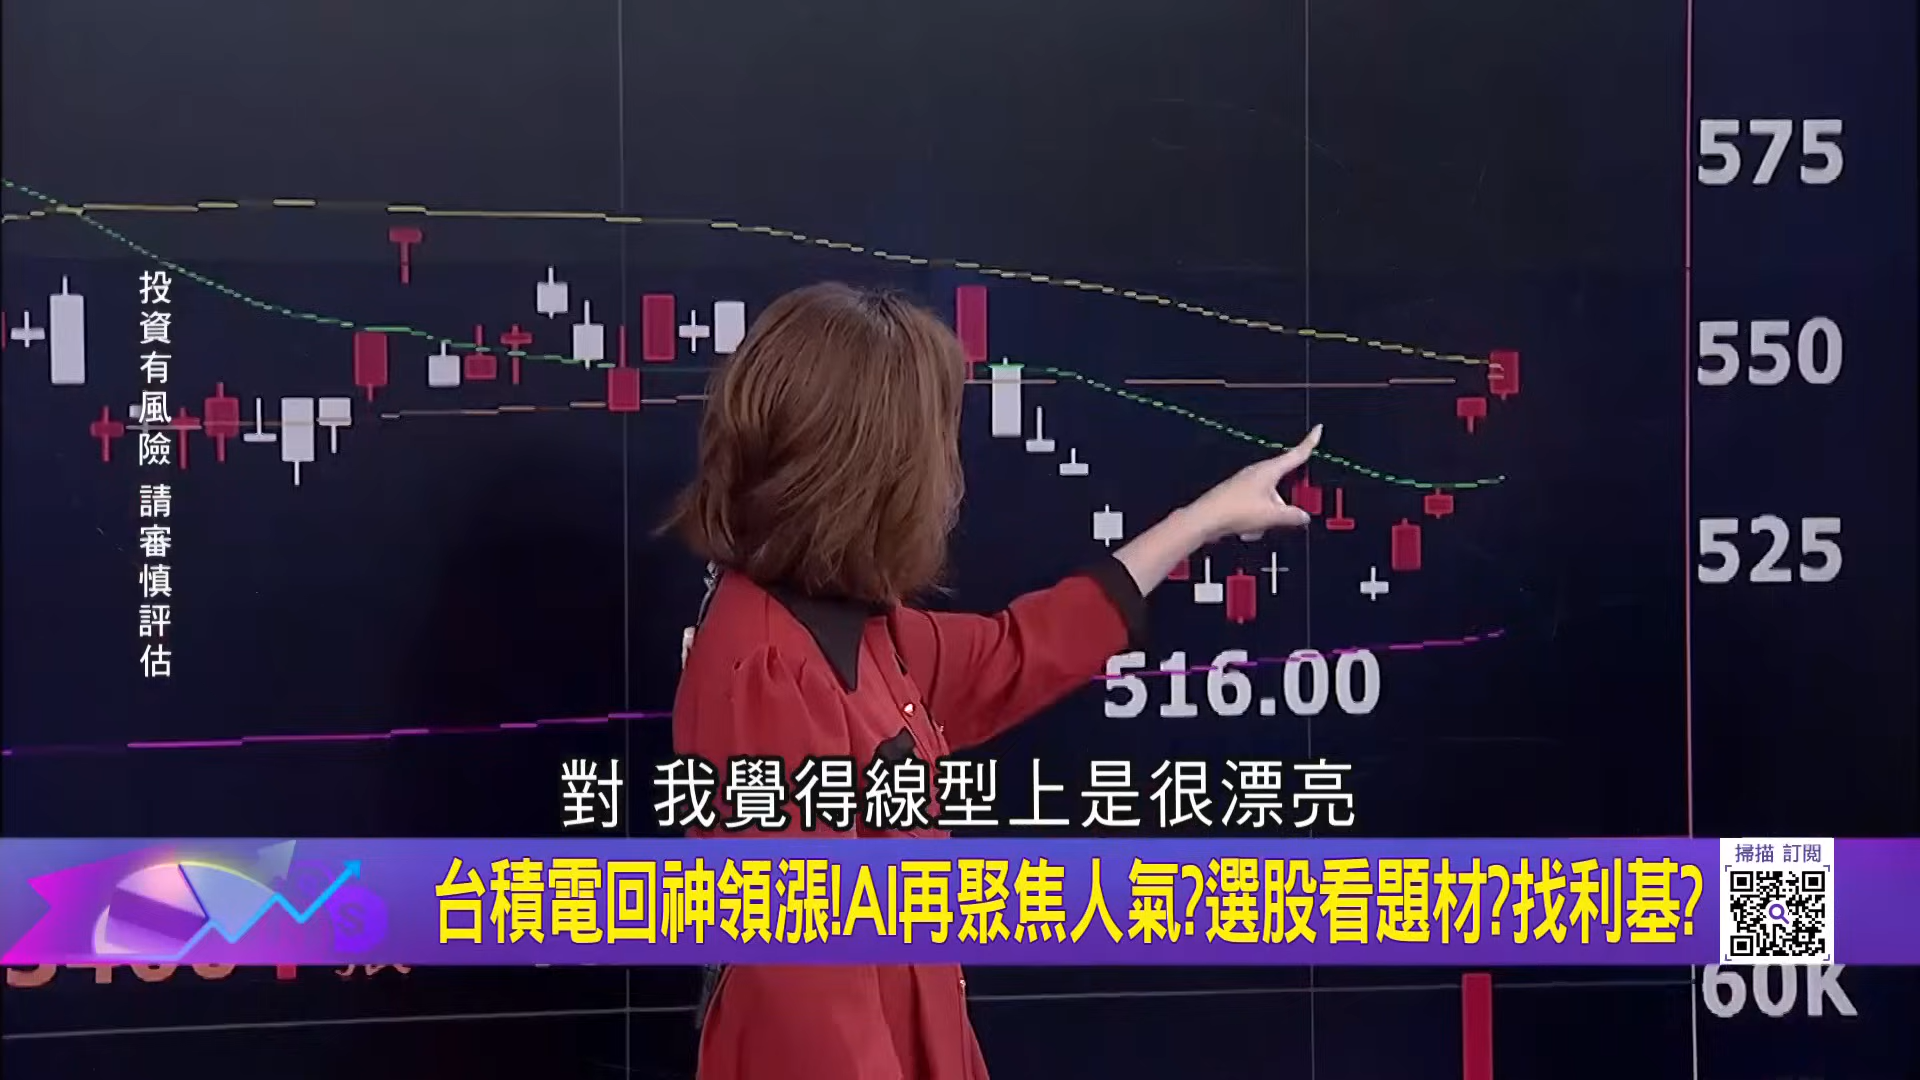 575
550
525
投資有風險 請審慎評估
516.00
對 我覺得線型上是很漂亮
台積電回神領漲!AI再聚焦人氣?選股看題材?找利基?
掃描 訂閱
60K